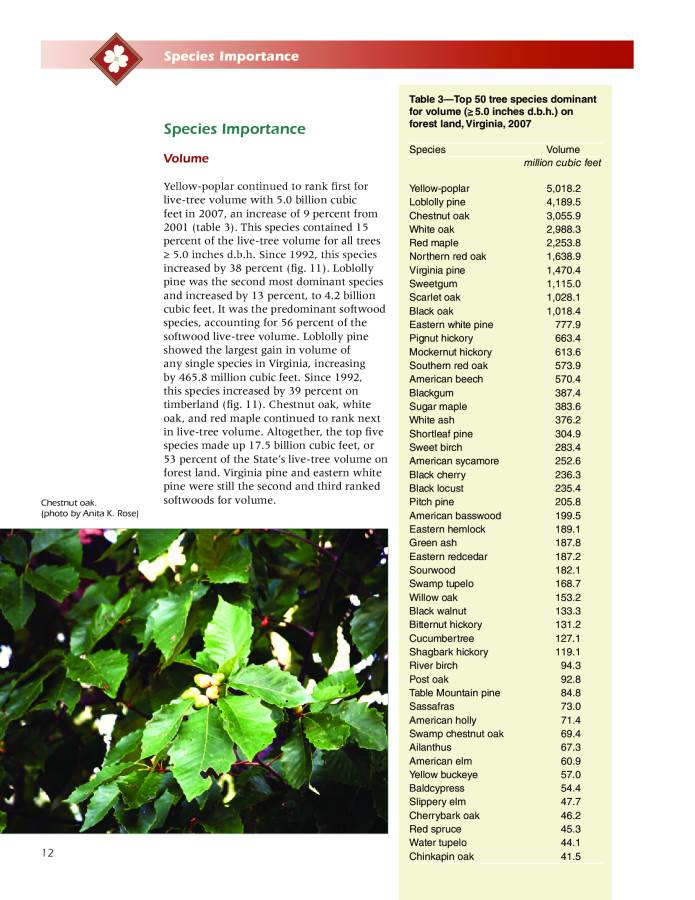 Species Importance
Species Importance
Volume
Yellow-poplar continued to rank first for
live-tree volume with 5.0 billion cubic
feet in 2007, an increase of 9 percent from
2001 (table 3). This species contained 15
percent of the live-tree volume for all trees
≥ 5.0 inches d.b.h. Since 1992, this species
increased by 38 percent (fig. 11). Loblolly
pine was the second most dominant species
and increased by 13 percent, to 4.2 billion
cubic feet. It was the predominant softwood
species, accounting for 56 percent of the
softwood live-tree volume. Loblolly pine
showed the largest gain in volume of
any single species in Virginia, increasing
by 465.8 million cubic feet. Since 1992,
this species increased by 39 percent on
timberland (fig. 11). Chestnut oak, white
oak, and red maple continued to rank next
in live-tree volume. Altogether, the top five
species made up 17.5 billion cubic feet, or
53 percent of the State's live-tree volume on
forest land. Virginia pine and eastern white
pine were still the second and third ranked
softwoods for volume.
Chestnut oak.
(photo by Anita K. Rose)
12
Table 3—Top 50 tree species dominant
for volume (≥ 5.0 inches d.b.h.) on
forest land, Virginia, 2007
Species Volume
million cubic feet
Yellow-poplar 5,018.2
Loblolly pine 4,189.5
Chestnut oak 3,055.9
White oak 2,988.3
Red maple 2,253.8
Northern red oak 1,638.9
Virginia pine 1,470.4
Sweetgum 1,115.0
Scarlet oak 1,028.1
Black oak 1,018.4
Eastern white pine 777.9
Pignut hickory 663.4
Mockernut hickory 613.6
Southern red oak 573.9
American beech 570.4
Blackgum 387.4
Sugar maple 383.6
White ash 376.2
Shortleaf pine 304.9
Sweet birch 283.4
American sycamore 252.6
Black cherry 236.3
Black locust 235.4
Pitch pine 205.8
American basswood 199.5
Eastern hemlock 189.1
Green ash 187.8
Eastern redcedar 187.2
Sourwood 182.1
Swamp tupelo 168.7
Willow oak 153.2
Black walnut 133.3
Bitternut hickory 131.2
Cucumbertree 127.1
Shagbark hickory 119.1
River birch 94.3
Post oak 92.8
Table Mountain pine 84.8
Sassafras 73.0
American holly 71.4
Swamp chestnut oak 69.4
Ailanthus 67.3
American elm 60.9
Yellow buckeye 57.0
Baldcypress 54.4
Slippery elm 47.7
Cherrybark oak 46.2
Red spruce 45.3
Water tupelo 44.1
Chinkapin oak 41.5